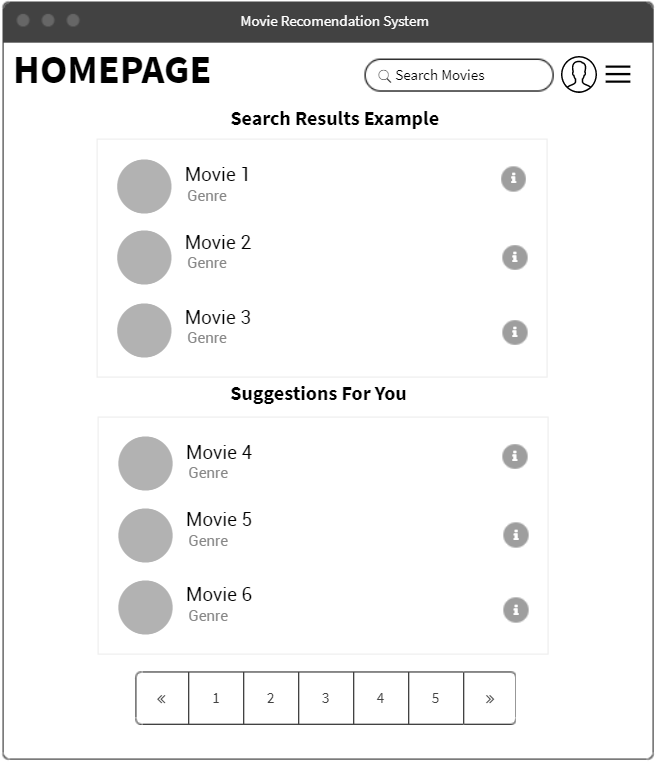 Movie Recomendation System
HOMEPAGE
Search Movies
Search Results Example
Movie 1
Genre
i
Movie 2
Genre
i
Movie 3
Genre
i
Suggestions For You
Movie 4
Genre
i
Movie 5
Genre
i
Movie 6
Genre
i
« 1 2 3 4 5 »